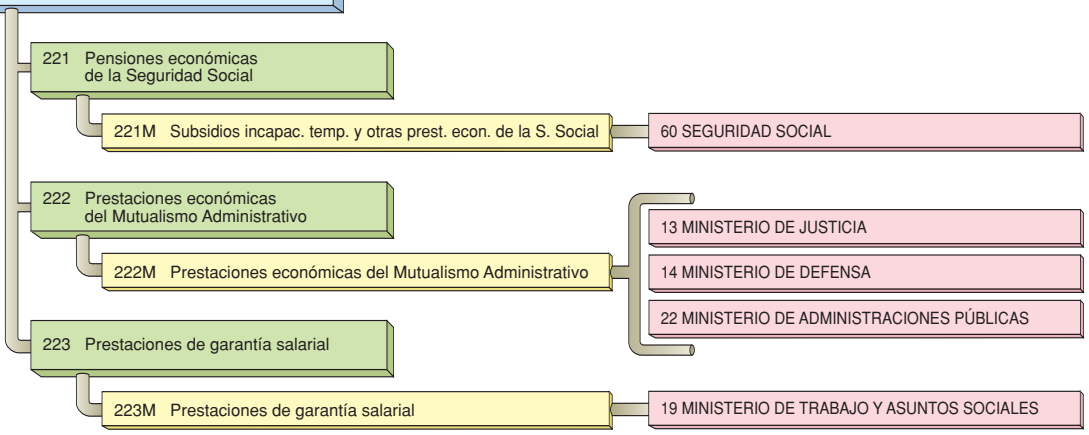 221 Pensiones económicas
de la Seguridad Social
221M Subsidios incapac. temp. y otras prest. econ. de la S. Social
60 SEGURIDAD SOCIAL
222 Prestaciones económicas
del Mutualismo Administrativo
222M Prestaciones económicas del Mutualismo Administrativo
13 MINISTERIO DE JUSTICIA
14 MINISTERIO DE DEFENSA
22 MINISTERIO DE ADMINISTRACIONES PÚBLICAS
223 Prestaciones de garantía salarial
223M Prestaciones de garantía salarial
19 MINISTERIO DE TRABAJO Y ASUNTOS SOCIALES